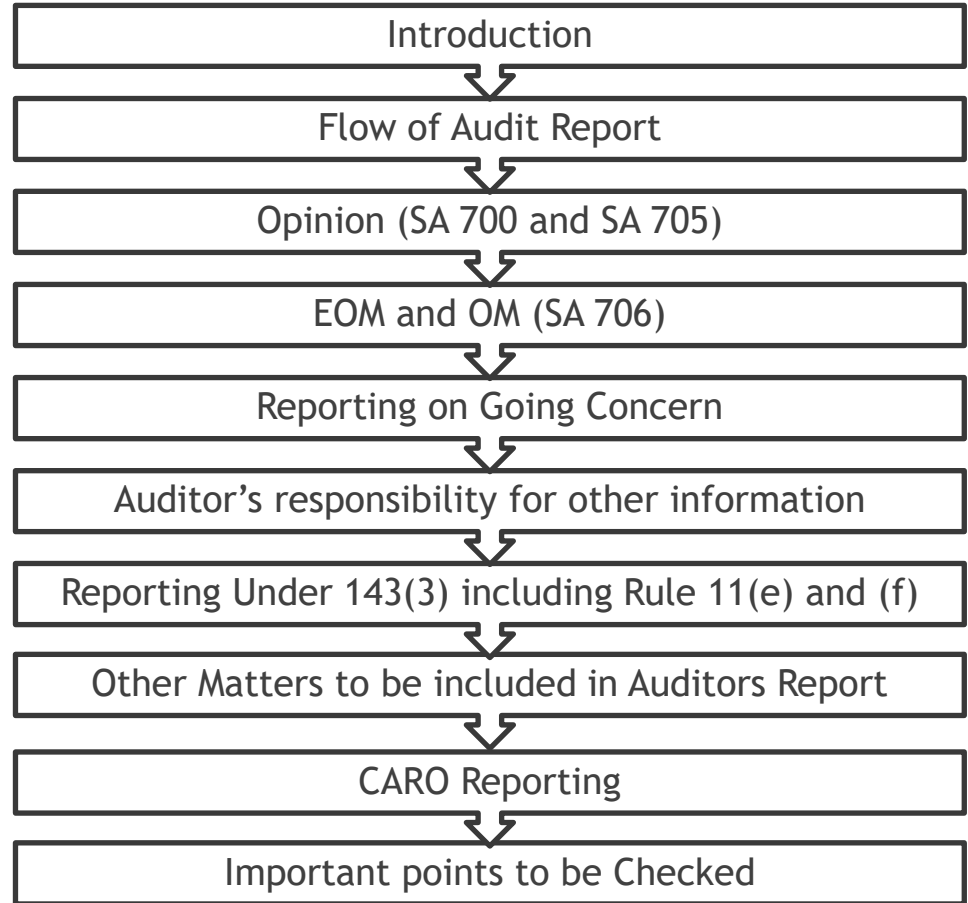 Introduction
Flow of Audit Report
Opinion (SA 700 and SA 705)
EOM and OM (SA 706)
Reporting on Going Concern
Auditor’s responsibility for other information
Reporting Under 143(3) including Rule 11(e) and (f)
Other Matters to be included in Auditors Report
CARO Reporting
Important points to be Checked